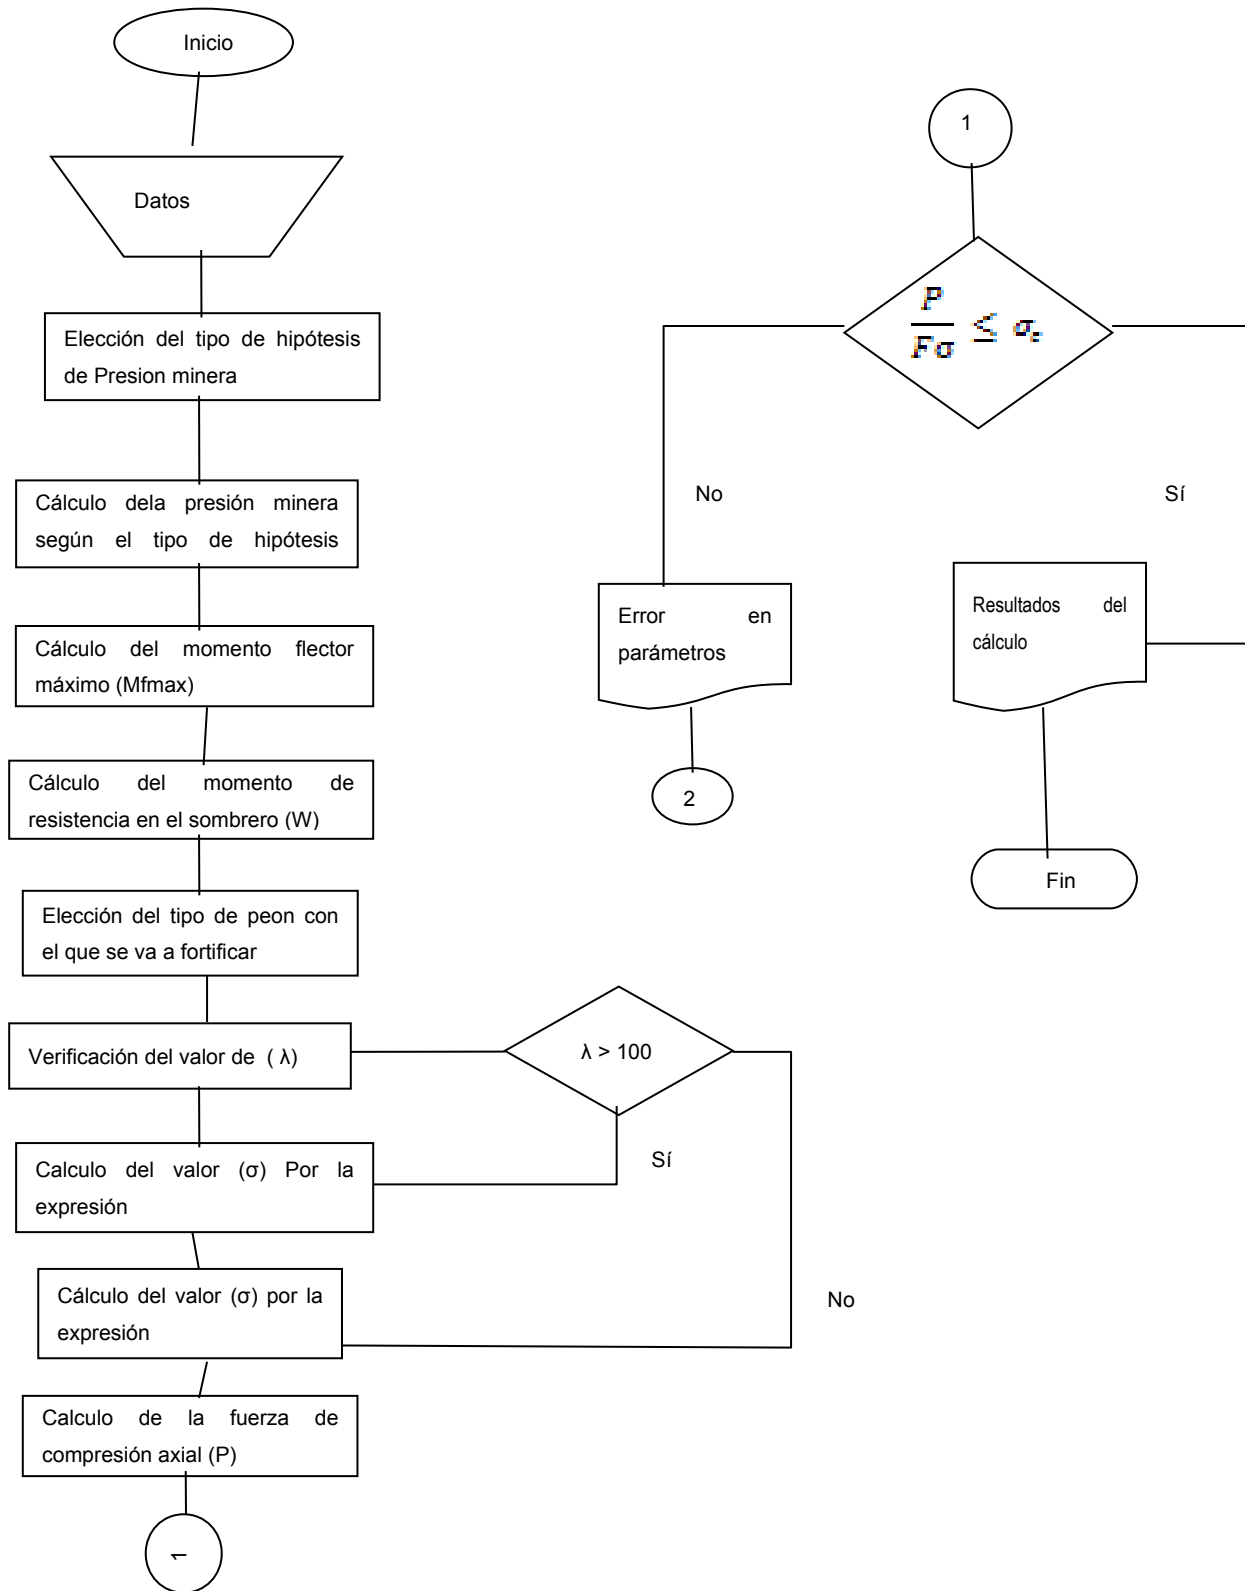 Inicio
Datos
Elección del tipo de hipótesis
de Presion minera
Cálculo dela presión minera
según el tipo de hipótesis
Cálculo del momento flector
máximo (Mfmax)
Cálculo del momento de
resistencia en el sombrero (W)
Elección del tipo de peon con
el que se va a fortificar
Verificación del valor de ( λ)
λ > 100
Sí
Calculo del valor (σ) Por la
expresión
Cálculo del valor (σ) por la
expresión
No
Calculo de la fuerza de
compresión axial (P)
1
1
P
Fσ ≤ σc
No
Sí
Error en
parámetros
Resultados del
cálculo
2
Fin